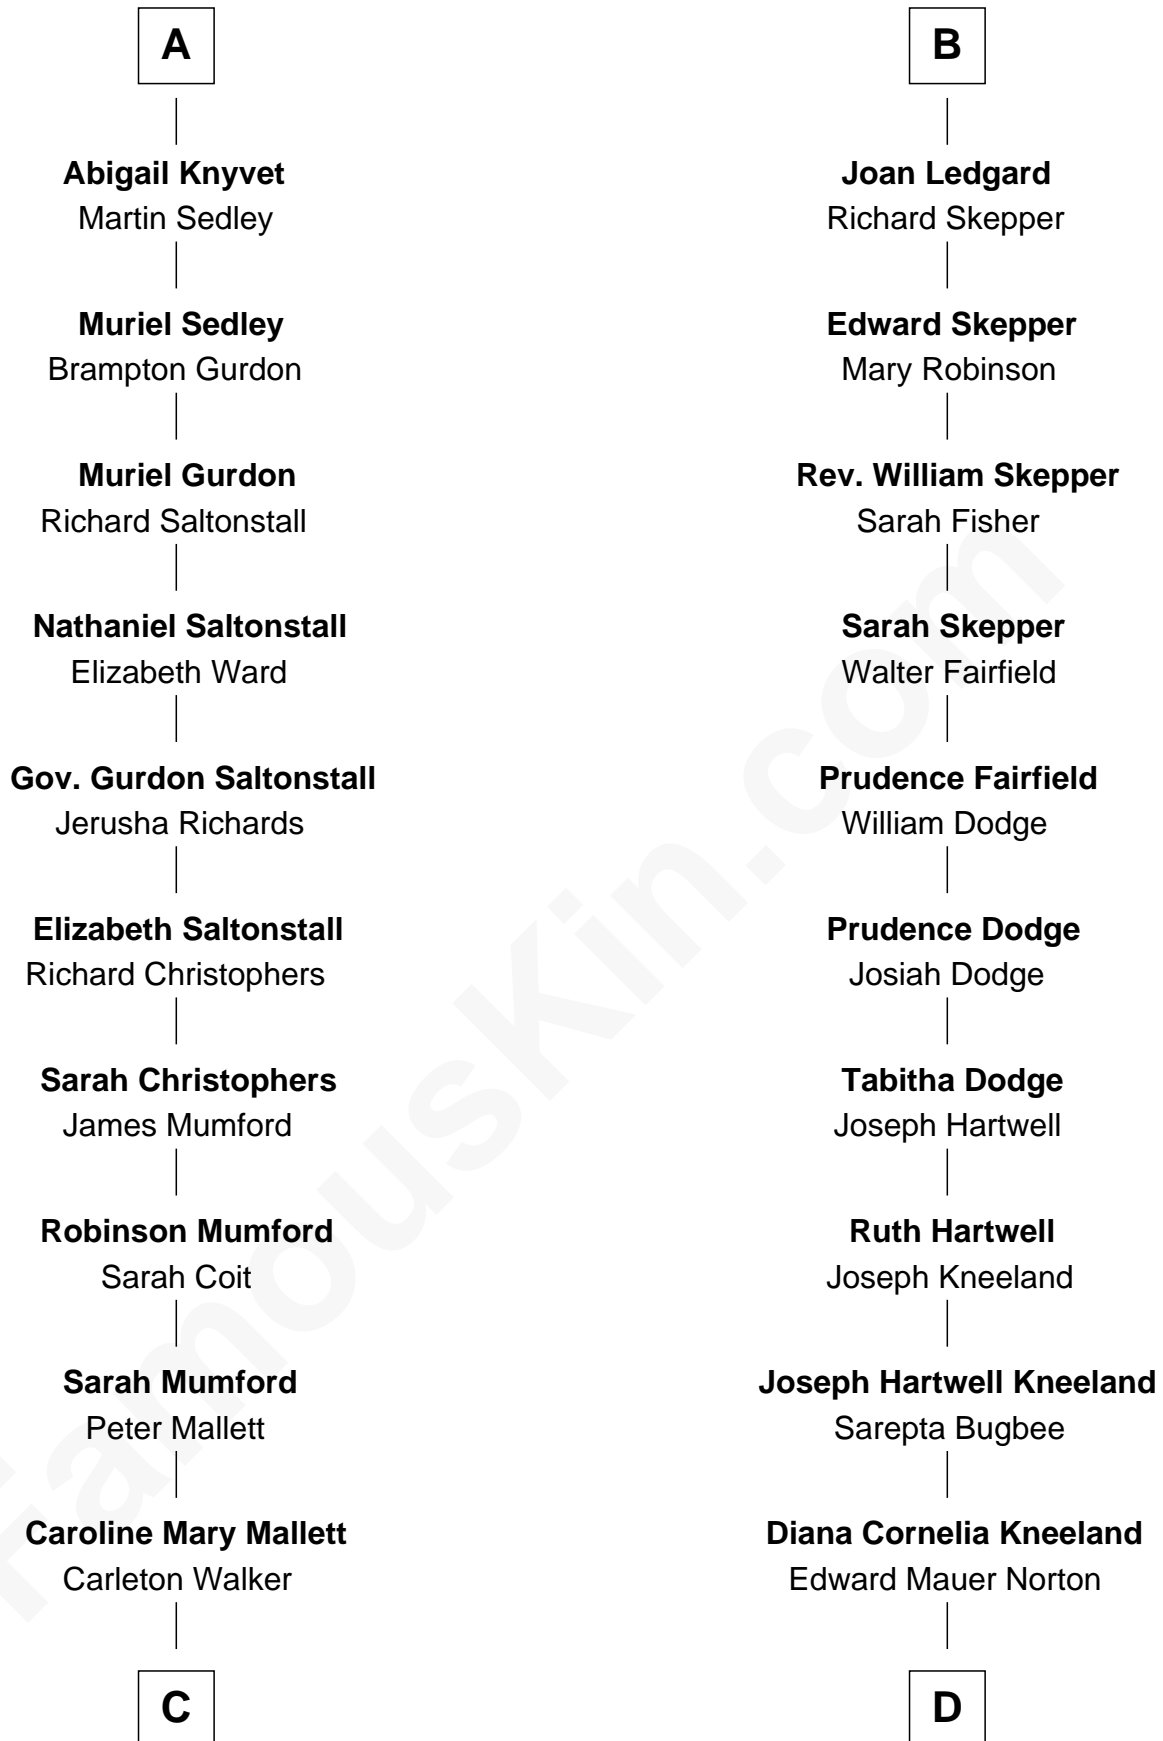 A
Abigail Knyvet
Martin Sedley
Muriel Sedley
Brampton Gurdon
Muriel Gurdon
Richard Saltonstall
Nathaniel Saltonstall
Elizabeth Ward
Gov. Gurdon Saltonstall
Jerusha Richards
Elizabeth Saltonstall
Richard Christophers
Sarah Christophers
James Mumford
Robinson Mumford
Sarah Coit
Sarah Mumford
Peter Mallett
Caroline Mary Mallett
Carleton Walker
C
B
Joan Ledgard
Richard Skepper
Edward Skepper
Mary Robinson
Rev. William Skepper
Sarah Fisher
Sarah Skepper
Walter Fairfield
Prudence Fairfield
William Dodge
Prudence Dodge
Josiah Dodge
Tabitha Dodge
Joseph Hartwell
Ruth Hartwell
Joseph Kneeland
Joseph Hartwell Kneeland
Sarepta Bugbee
Diana Cornelia Kneeland
Edward Mauer Norton
D
FamousKin.com